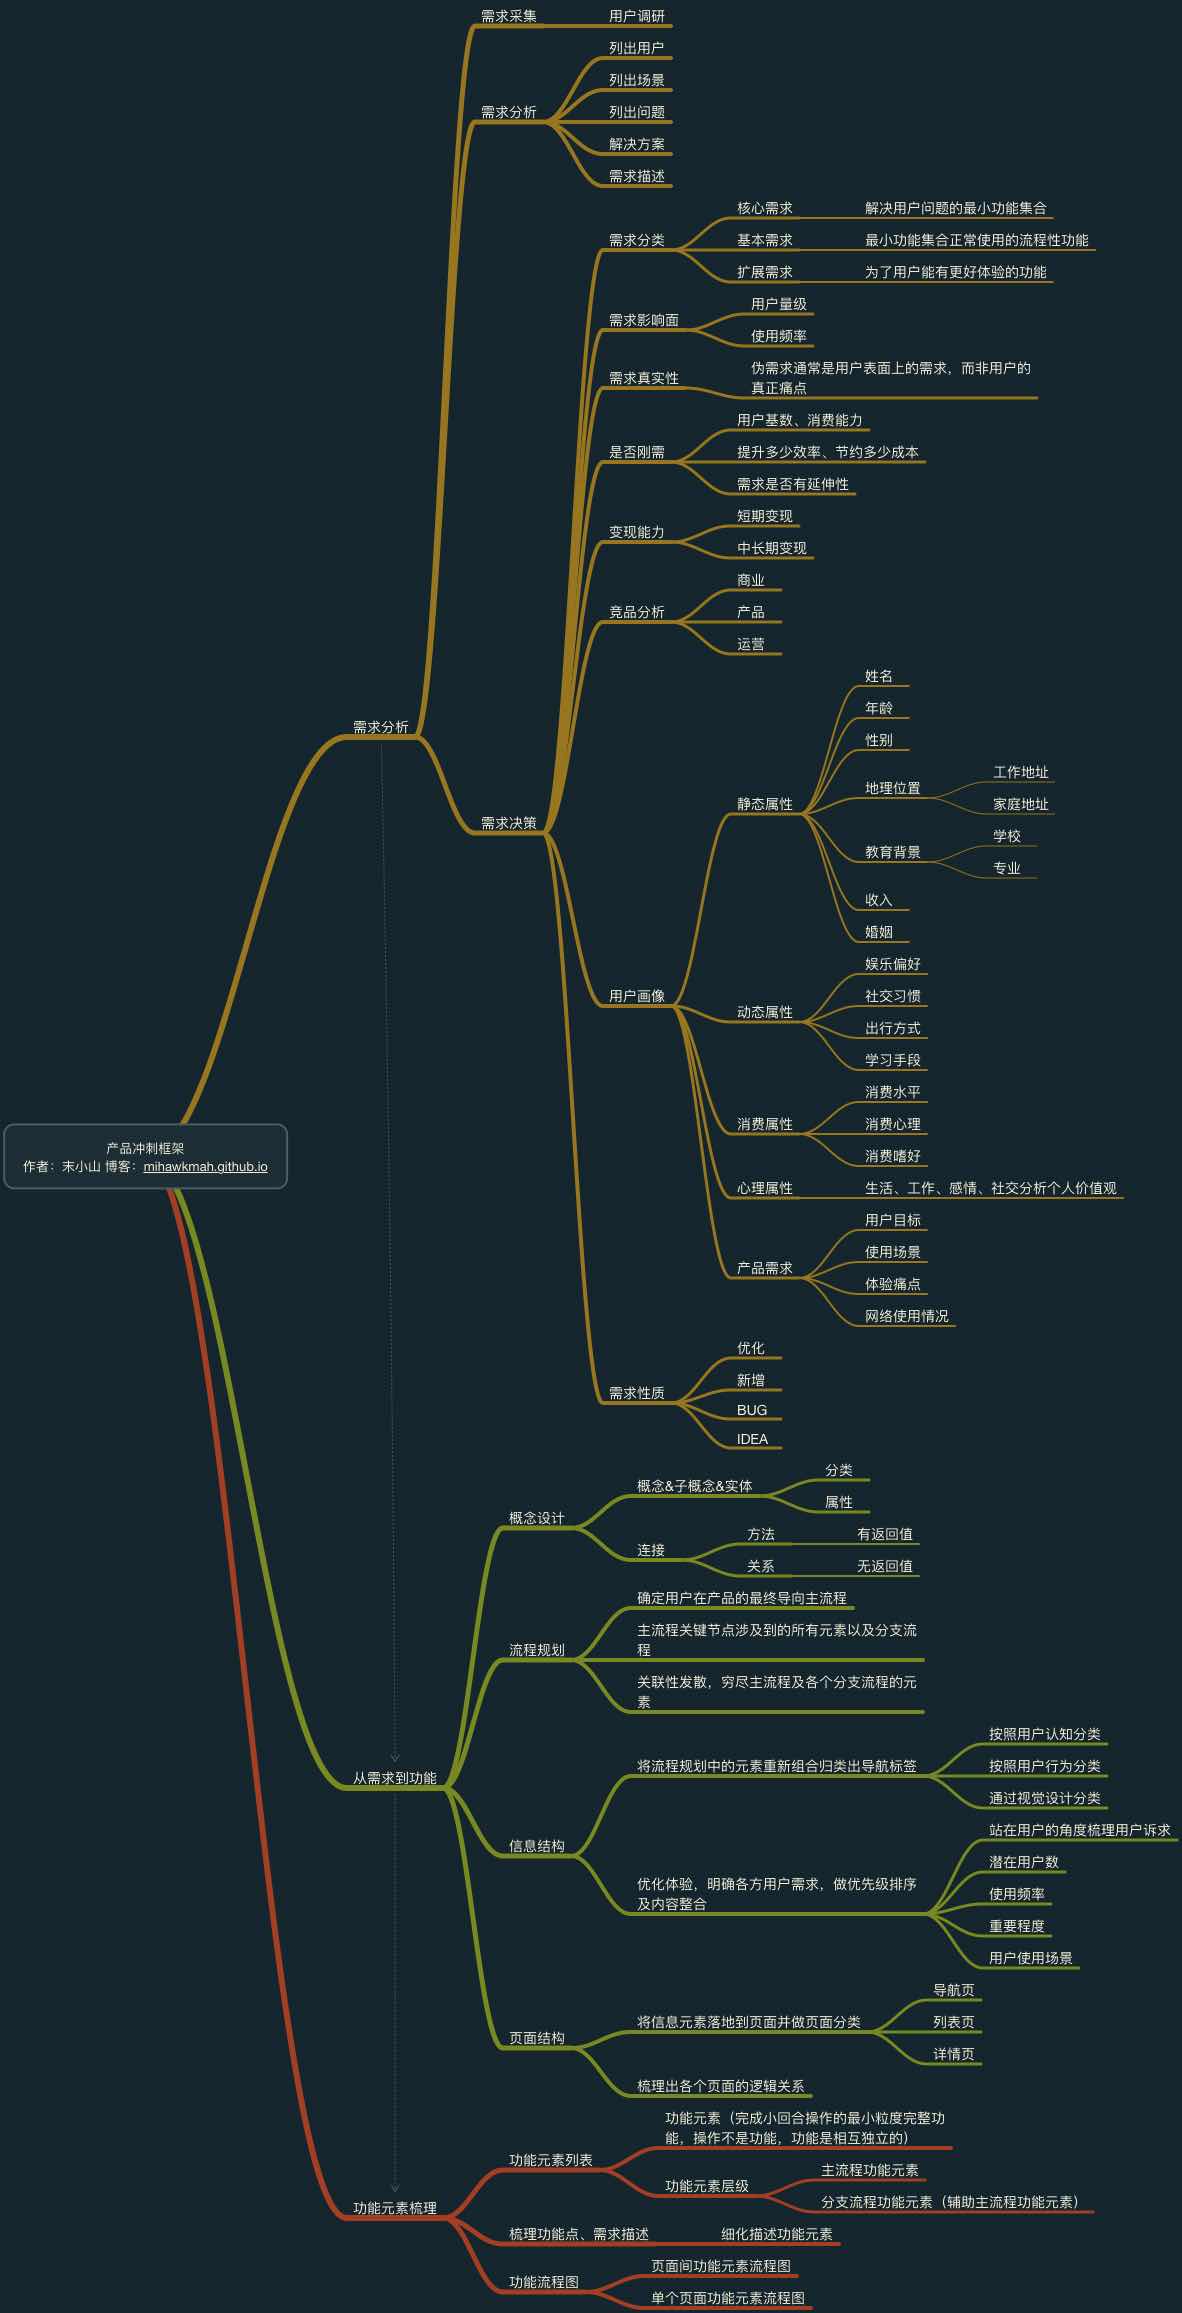 需求采集
用户调研
需求分析
列出用户
列出场景
列出问题
解决方案
需求描述
需求分析
需求决策
需求分类
核心需求
解决用户问题的最小功能集合
基本需求
最小功能集合正常使用的流程性功能
扩展需求
为了用户能有更好体验的功能
需求影响面
用户量级
使用频率
需求真实性
伪需求通常是用户表面上的需求，而非用户的
真正痛点
是否刚需
用户基数、消费能力
提升多少效率、节约多少成本
需求是否有延伸性
变现能力
短期变现
中长期变现
竞品分析
商业
产品
运营
用户画像
静态属性
姓名
年龄
性别
地理位置
工作地址
家庭地址
教育背景
学校
专业
收入
婚姻
动态属性
娱乐偏好
社交习惯
出行方式
学习手段
消费属性
消费水平
消费心理
消费嗜好
心理属性
生活、工作、感情、社交分析个人价值观
产品需求
用户目标
使用场景
体验痛点
网络使用情况
需求性质
优化
新增
BUG
IDEA
产品冲刺框架
作者：末小山 博客：mihawkmah.github.io
从需求到功能
概念设计
概念&子概念&实体
分类
属性
连接
方法
有返回值
关系
无返回值
流程规划
确定用户在产品的最终导向主流程
主流程关键节点涉及到的所有元素以及分支流
程
关联性发散，穷尽主流程及各个分支流程的元
素
信息结构
将流程规划中的元素重新组合归类出导航标签
按照用户认知分类
按照用户行为分类
通过视觉设计分类
优化体验，明确各方用户需求，做优先级排序
及内容整合
站在用户的角度梳理用户诉求
潜在用户数
使用频率
重要程度
用户使用场景
页面结构
将信息元素落地到页面并做页面分类
导航页
列表页
详情页
梳理出各个页面的逻辑关系
功能元素梳理
功能元素列表
功能元素（完成小回合操作的最小粒度完整功
能，操作不是功能，功能是相互独立的）
功能元素层级
主流程功能元素
分支流程功能元素（辅助主流程功能元素）
梳理功能点、需求描述
细化描述功能元素
功能流程图
页面间功能元素流程图
单个页面功能元素流程图